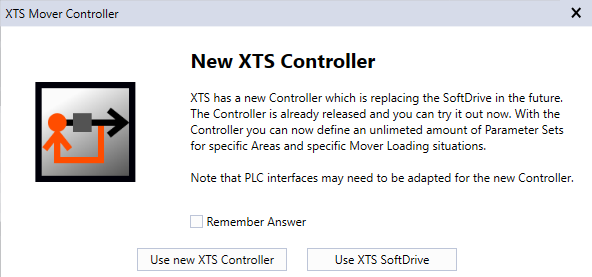 XTS Mover Controller
New XTS Controller
XTS has a new Controller which is replacing the SoftDrive in the future.
The Controller is already released and you can try it out now. With the
Controller you can now define an unlimeted amount of Parameter Sets
for specific Areas and specific Mover Loading situations.
Note that PLC interfaces may need to be adapted for the new Controller.
Remember Answer
Use new XTS Controller
Use XTS SoftDrive